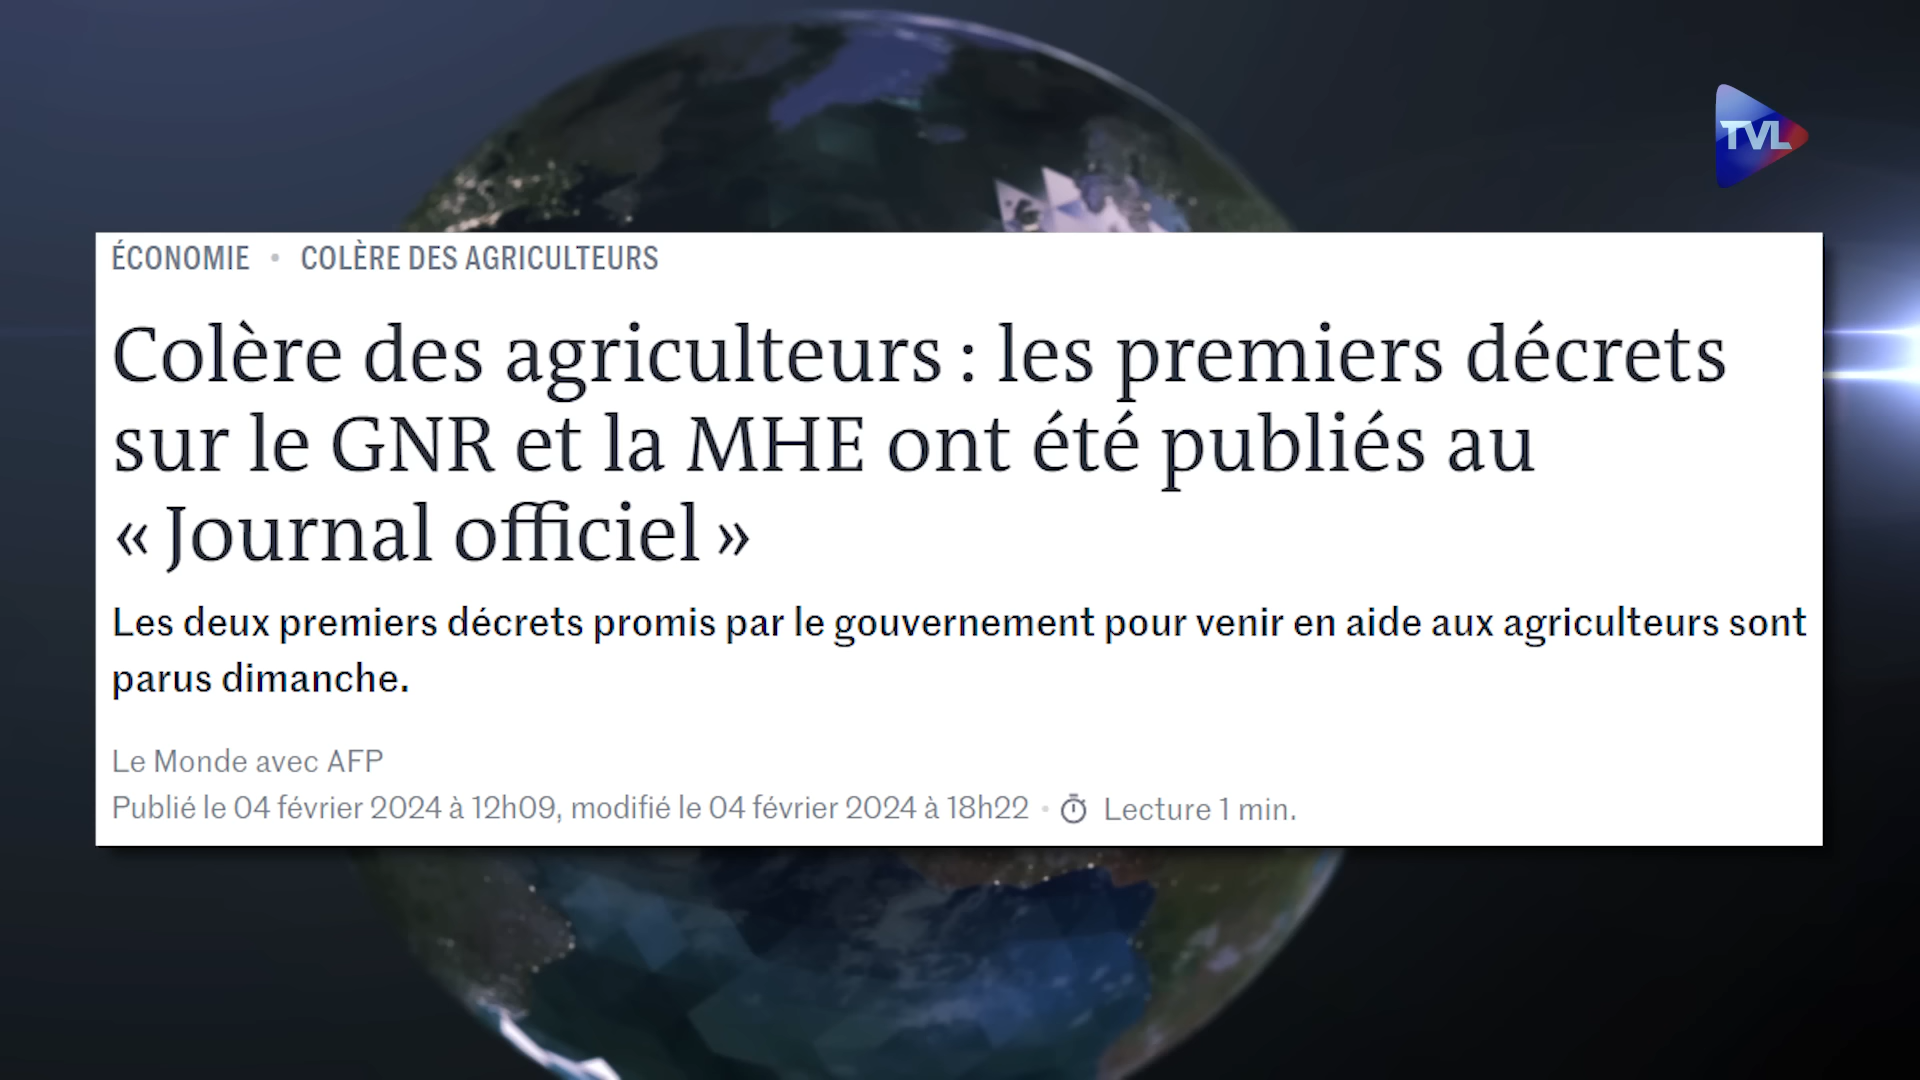 TVL
ÉCONOMIE • COLÈRE DES AGRICULTEURS
Colère des agriculteurs : les premiers décrets
sur le GNR et la MHE ont été publiés au
« Journal officiel »
Les deux premiers décrets promis par le gouvernement pour venir en aide aux agriculteurs sont
parus dimanche.
Le Monde avec AFP
Publié le 04 février 2024 à 12h09, modifié le 04 février 2024 à 18h22 • Lecture 1 min.